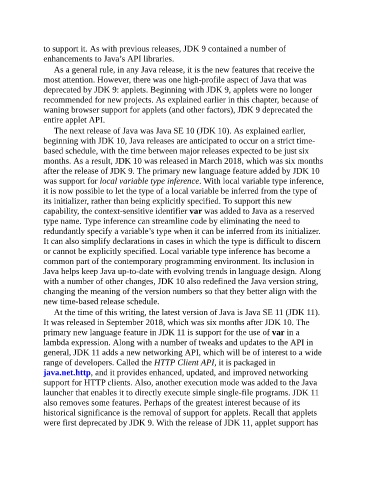 to support it. As with previous releases, JDK 9 contained a number of
enhancements to Java’s API libraries.
As a general rule, in any Java release, it is the new features that receive the
most attention. However, there was one high-profile aspect of Java that was
deprecated by JDK 9: applets. Beginning with JDK 9, applets were no longer
recommended for new projects. As explained earlier in this chapter, because of
waning browser support for applets (and other factors), JDK 9 deprecated the
entire applet API.
The next release of Java was Java SE 10 (JDK 10). As explained earlier,
beginning with JDK 10, Java releases are anticipated to occur on a strict time-
based schedule, with the time between major releases expected to be just six
months. As a result, JDK 10 was released in March 2018, which was six months
after the release of JDK 9. The primary new language feature added by JDK 10
was support for local variable type inference. With local variable type inference,
it is now possible to let the type of a local variable be inferred from the type of
its initializer, rather than being explicitly specified. To support this new
capability, the context-sensitive identifier var was added to Java as a reserved
type name. Type inference can streamline code by eliminating the need to
redundantly specify a variable’s type when it can be inferred from its initializer.
It can also simplify declarations in cases in which the type is difficult to discern
or cannot be explicitly specified. Local variable type inference has become a
common part of the contemporary programming environment. Its inclusion in
Java helps keep Java up-to-date with evolving trends in language design. Along
with a number of other changes, JDK 10 also redefined the Java version string,
changing the meaning of the version numbers so that they better align with the
new time-based release schedule.
At the time of this writing, the latest version of Java is Java SE 11 (JDK 11).
It was released in September 2018, which was six months after JDK 10. The
primary new language feature in JDK 11 is support for the use of var in a
lambda expression. Along with a number of tweaks and updates to the API in
general, JDK 11 adds a new networking API, which will be of interest to a wide
range of developers. Called the HTTP Client API, it is packaged in
java.net.http, and it provides enhanced, updated, and improved networking
support for HTTP clients. Also, another execution mode was added to the Java
launcher that enables it to directly execute simple single-file programs. JDK 11
also removes some features. Perhaps of the greatest interest because of its
historical significance is the removal of support for applets. Recall that applets
were first deprecated by JDK 9. With the release of JDK 11, applet support has